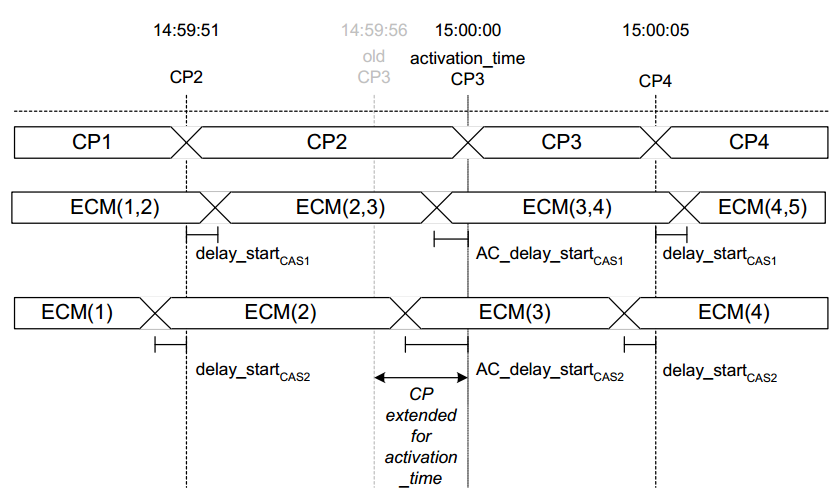 14:59:51 14:59:56 15:00:00 15:00:05
old activation_time
CP2 CP3 CP3 CP4
CP1 CP2 CP3 CP4
ECM(1,2) ECM(2,3) ECM(3,4) ECM(4,5)
delay_startCAS1 AC_delay_startCAS1 delay_startCAS1
ECM(1) ECM(2) ECM(3) ECM(4)
delay_startCAS2 AC_delay_startCAS2 delay_startCAS2
CP
extended
for
activation
_time